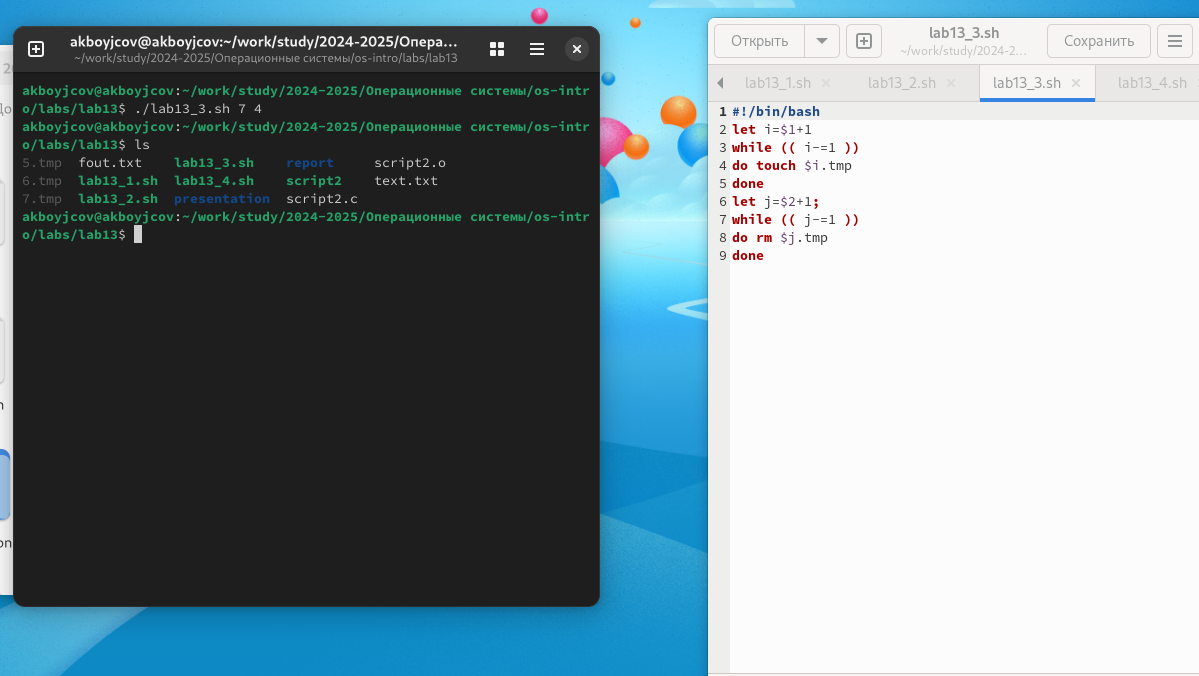 akboyjcov@akboyjcov:~/work/study/2024-2025/Опера…
~/work/study/2024-2025/Операционные системы/os-intro/labs/lab13
akboyjcov@akboyjcov:~/work/study/2024-2025/Операционные системы/os-intr
o/labs/lab13$ ./lab13_3.sh 7 4
akboyjcov@akboyjcov:~/work/study/2024-2025/Операционные системы/os-intr
o/labs/lab13$ ls
5.tmp fout.txt lab13_3.sh report script2.o
6.tmp lab13_1.sh lab13_4.sh script2 text.txt
7.tmp lab13_2.sh presentation script2.c
akboyjcov@akboyjcov:~/work/study/2024-2025/Операционные системы/os-intr
o/labs/lab13$
Открыть
lab13_3.sh
~/work/study/2024-2…
Сохранить
lab13_1.sh × lab13_2.sh × lab13_3.sh × lab13_4.sh
1 #!/bin/bash
2 let i=$1+1
3 while (( i-=1 ))
4 do touch $i.tmp
5 done
6 let j=$2+1;
7 while (( j-=1 ))
8 do rm $j.tmp
9 done